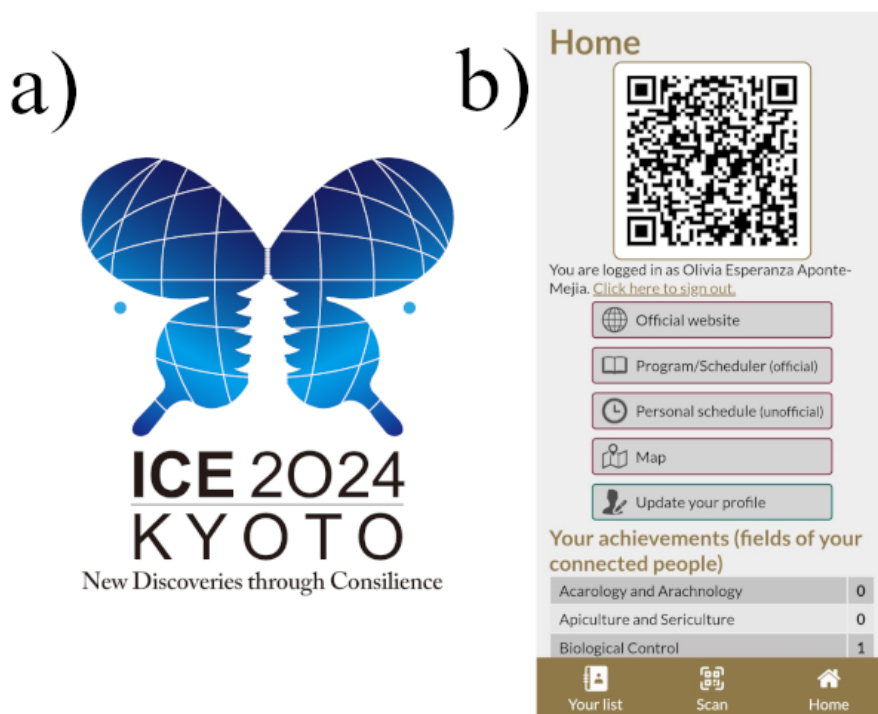 a)
ICE 2024
KYOTO
New Discoveries through Consilience
b)
Home
You are logged in as Olivia Esperanza Aponte-
Mejia. Click here to sign out.
Official website
Program/Scheduler (official)
Personal schedule (unofficial)
Map
Update your profile
Your achievements (fields of your
connected people)
Acarology and Arachnology 0
Apiculture and Sericulture 0
Biological Control 1
Your list Scan Home